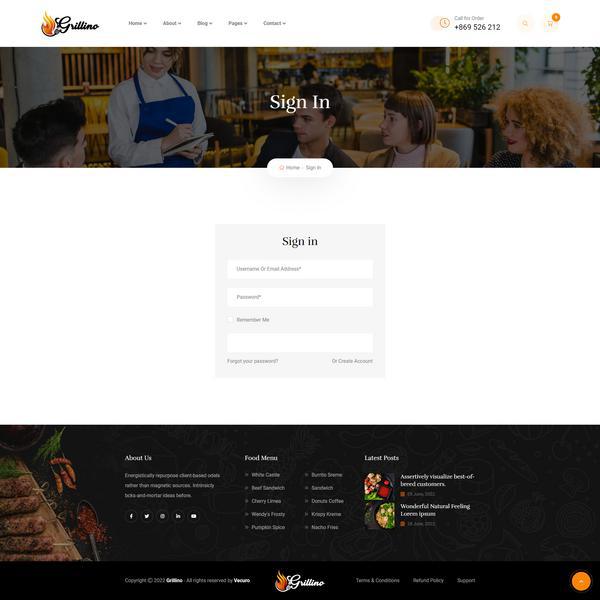 Grillino
Home
About
Blog
Pages
Contact
Call for Order
+869 526 212
0
Sign In
Home - Sign In
Sign in
Username Or Email Address*
Password*
Remember Me
Forgot your password?
Or Create Account
About Us
Energistically repurpose client-based odels
rather than magnetic sources. Intrinsicly
bcks-and-mortar ideas before.
Food Menu
White Castle
Beef Sandwich
Cherry Limes
Wendy's Frosty
Pumpkin Spice
Burrito Sreme
Sandwich
Donuts Coffee
Krispy Kreme
Nacho Fries
Latest Posts
Assertively visualize best-of-
breed customers.
09 June, 2022
Wonderful Natural Feeling
Lorem ipsum
18 June, 2022
Copyright © 2022 Grillino - All rights reserved by Vecuro.
Grillino
Terms & Conditions
Refund Policy
Support